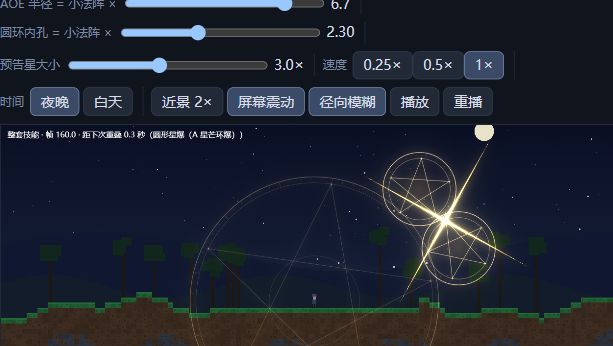 AOE 半径 = 小法阵 × 6.7
圆环内孔 = 小法阵 × 2.30
预告星大小 3.0× 速度 0.25× 0.5× 1×
时间 夜晚 白天 近景 2× 屏幕震动 径向模糊 播放 重播
整套技能 · 帧 160.0 · 距下次重叠 0.3 秒（圆形星爆（A 星芒环爆））